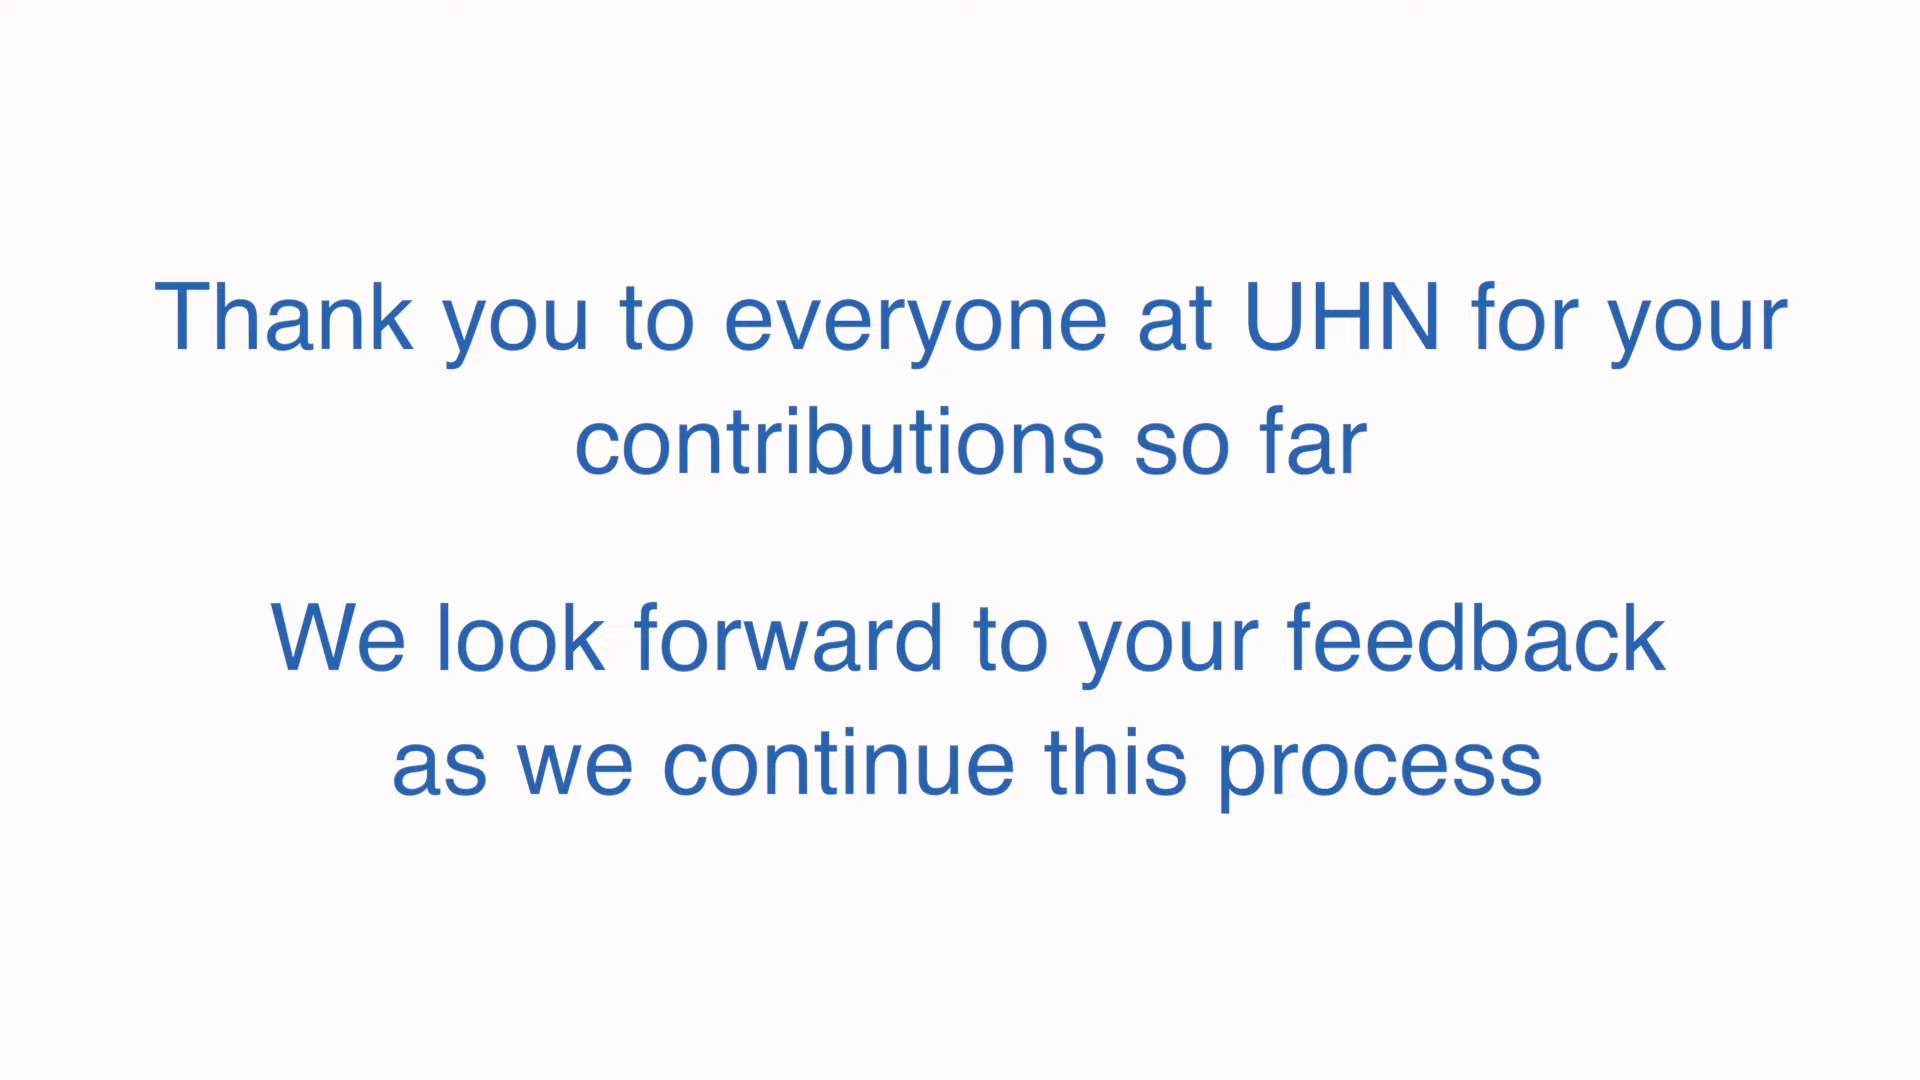 Thank you to everyone at UHN for your
contributions so far
We look forward to your feedback
as we continue this process